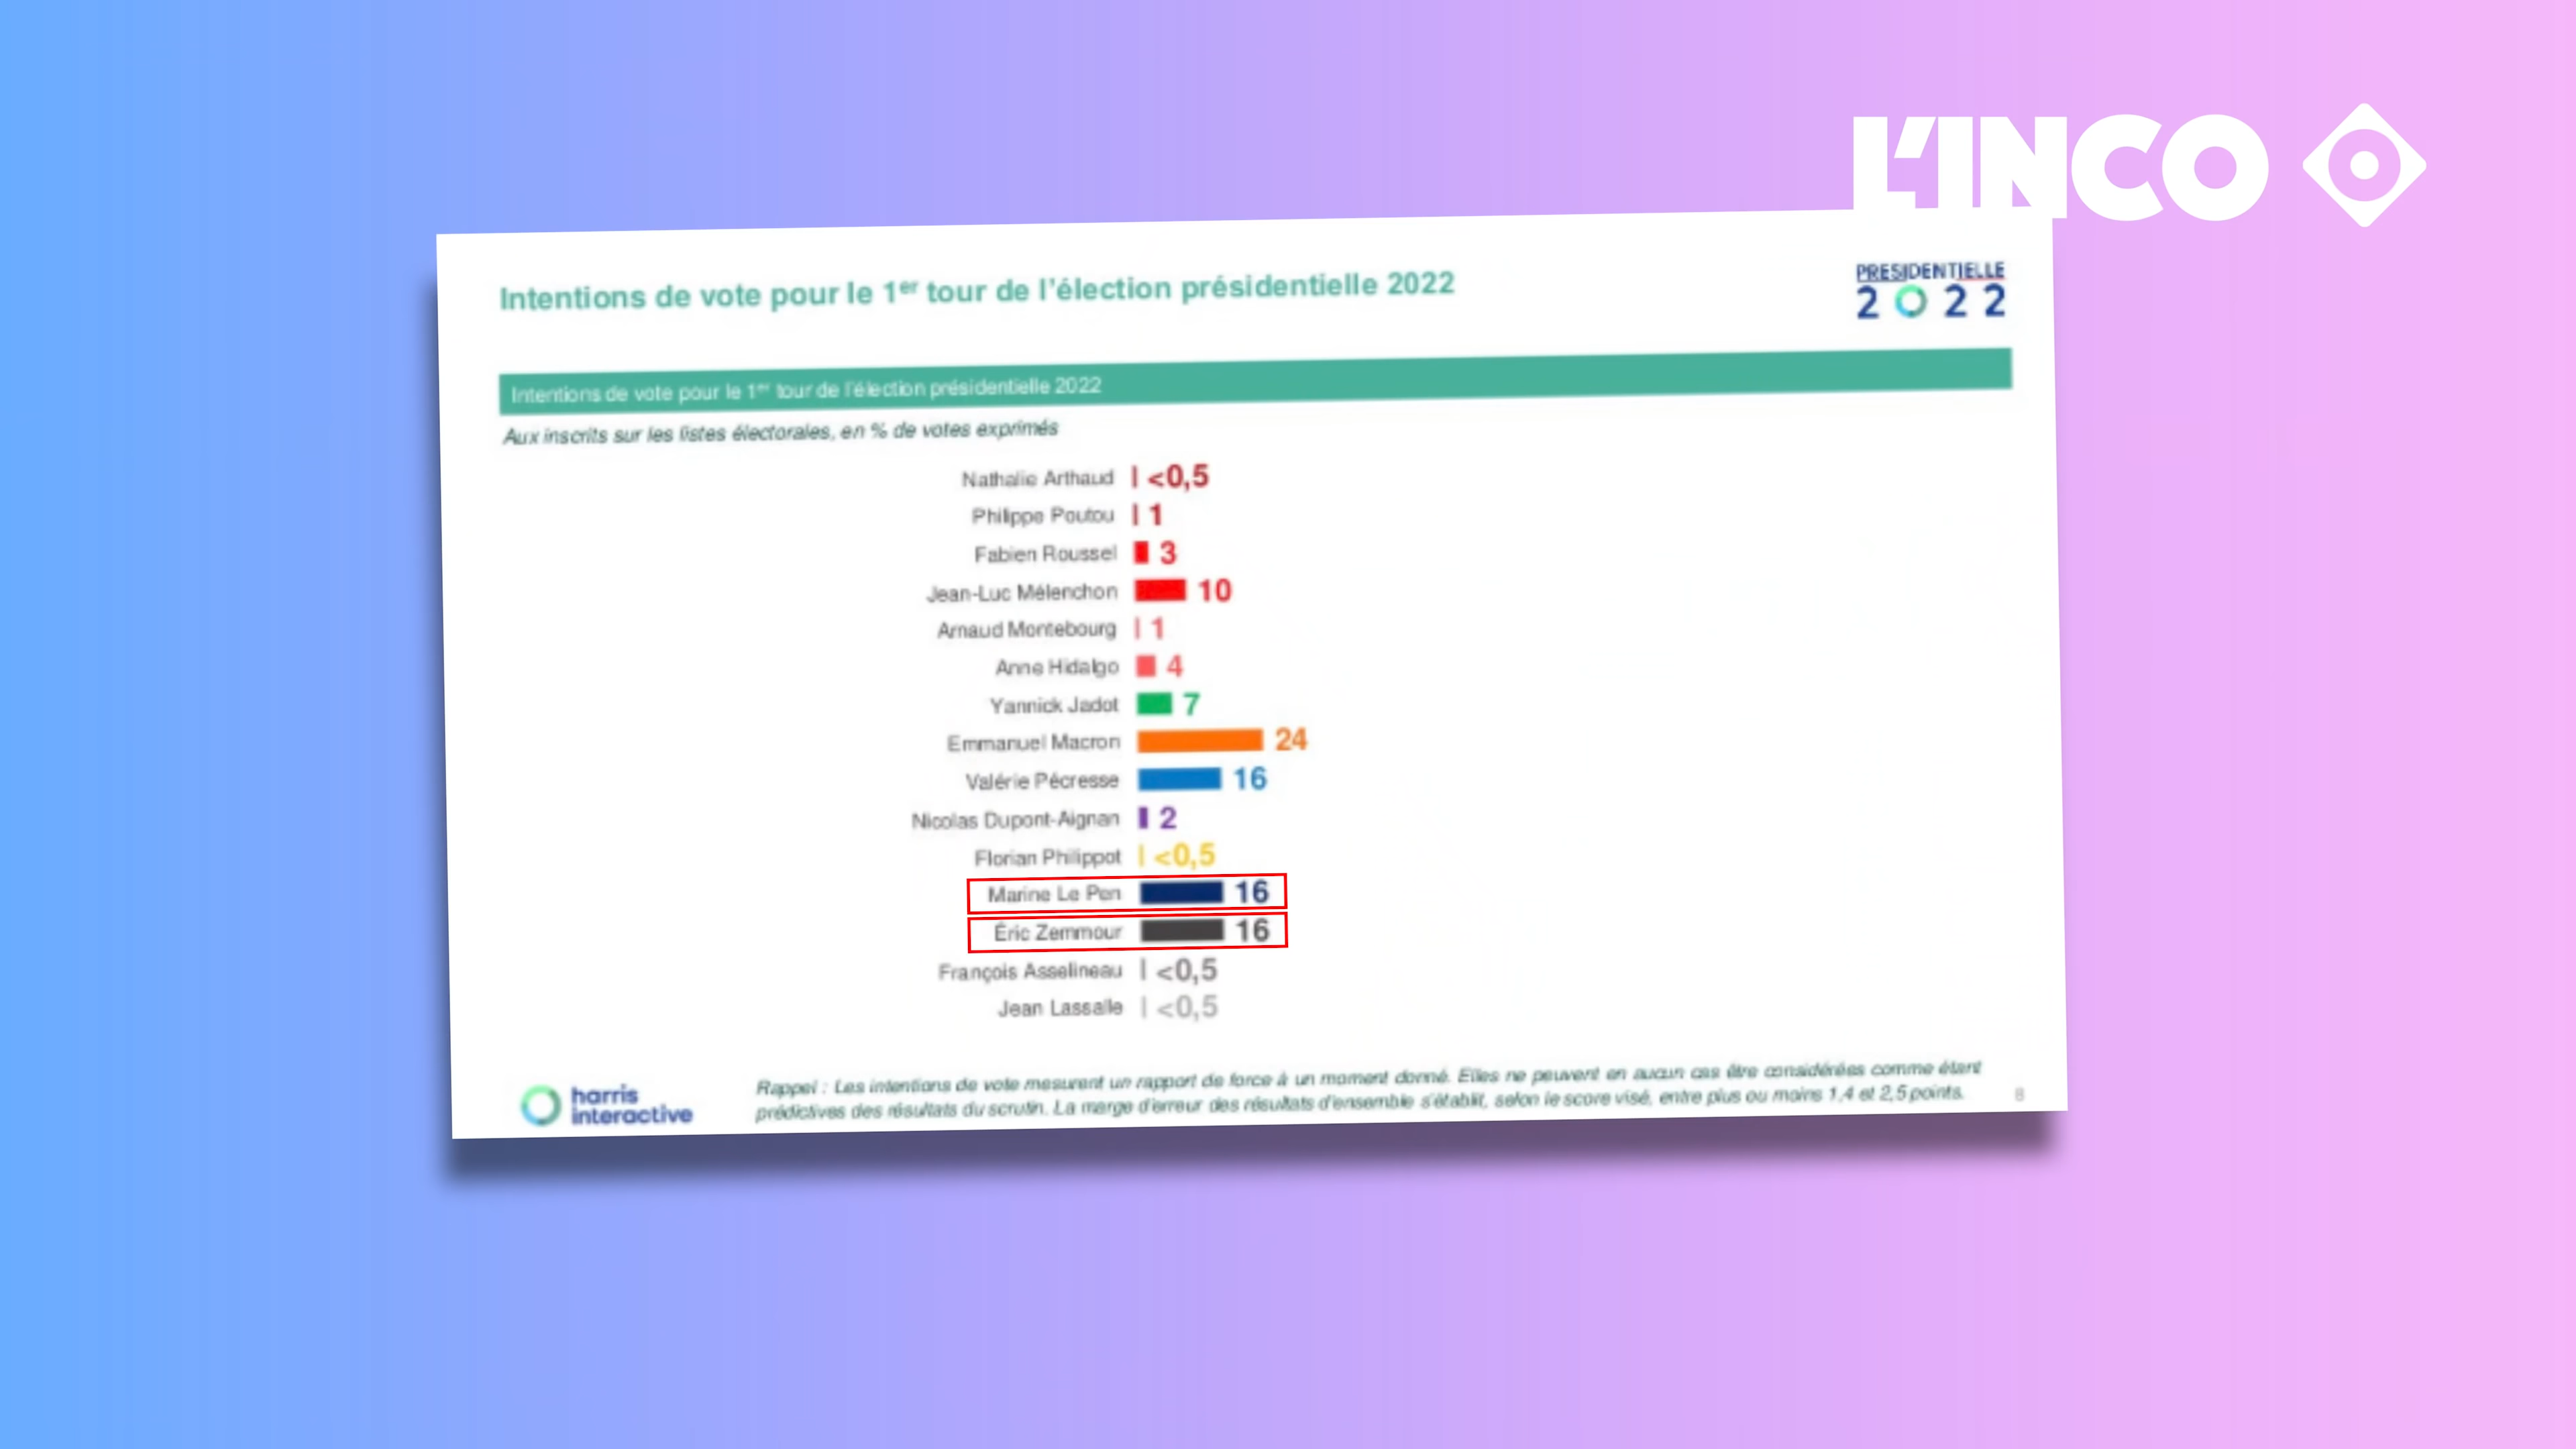 L'INCO
Intentions de vote pour le 1er tour de l'élection présidentielle 2022
PRESIDENTIELLE
2022
Intentions de vote pour le 1er tour de l'élection présidentielle 2022
Aux inscrits sur les listes électorales, en % de votes exprimés
Nathalie Arthaud <0,5
Philippe Poutou 1
Fabien Roussel 3
Jean-Luc Mélenchon 10
Arnaud Montebourg 1
Anne Hidalgo 4
Yannick Jadot 7
Emmanuel Macron 24
Valérie Pécresse 16
Nicolas Dupont-Aignan 2
Florian Philippot <0,5
Marine Le Pen 16
Éric Zemmour 16
François Asselineau <0,5
Jean Lassalle <0,5
harris
interactive
Rappel : Les intentions de vote mesurent un rapport de force à un moment donné. Elles ne peuvent en aucun cas être considérées comme étant
prédictives des résultats du scrutin. La marge d'erreur des résultats d'ensemble s'établit, selon le score visé, entre plus ou moins 1,4 et 2,5 points.
8